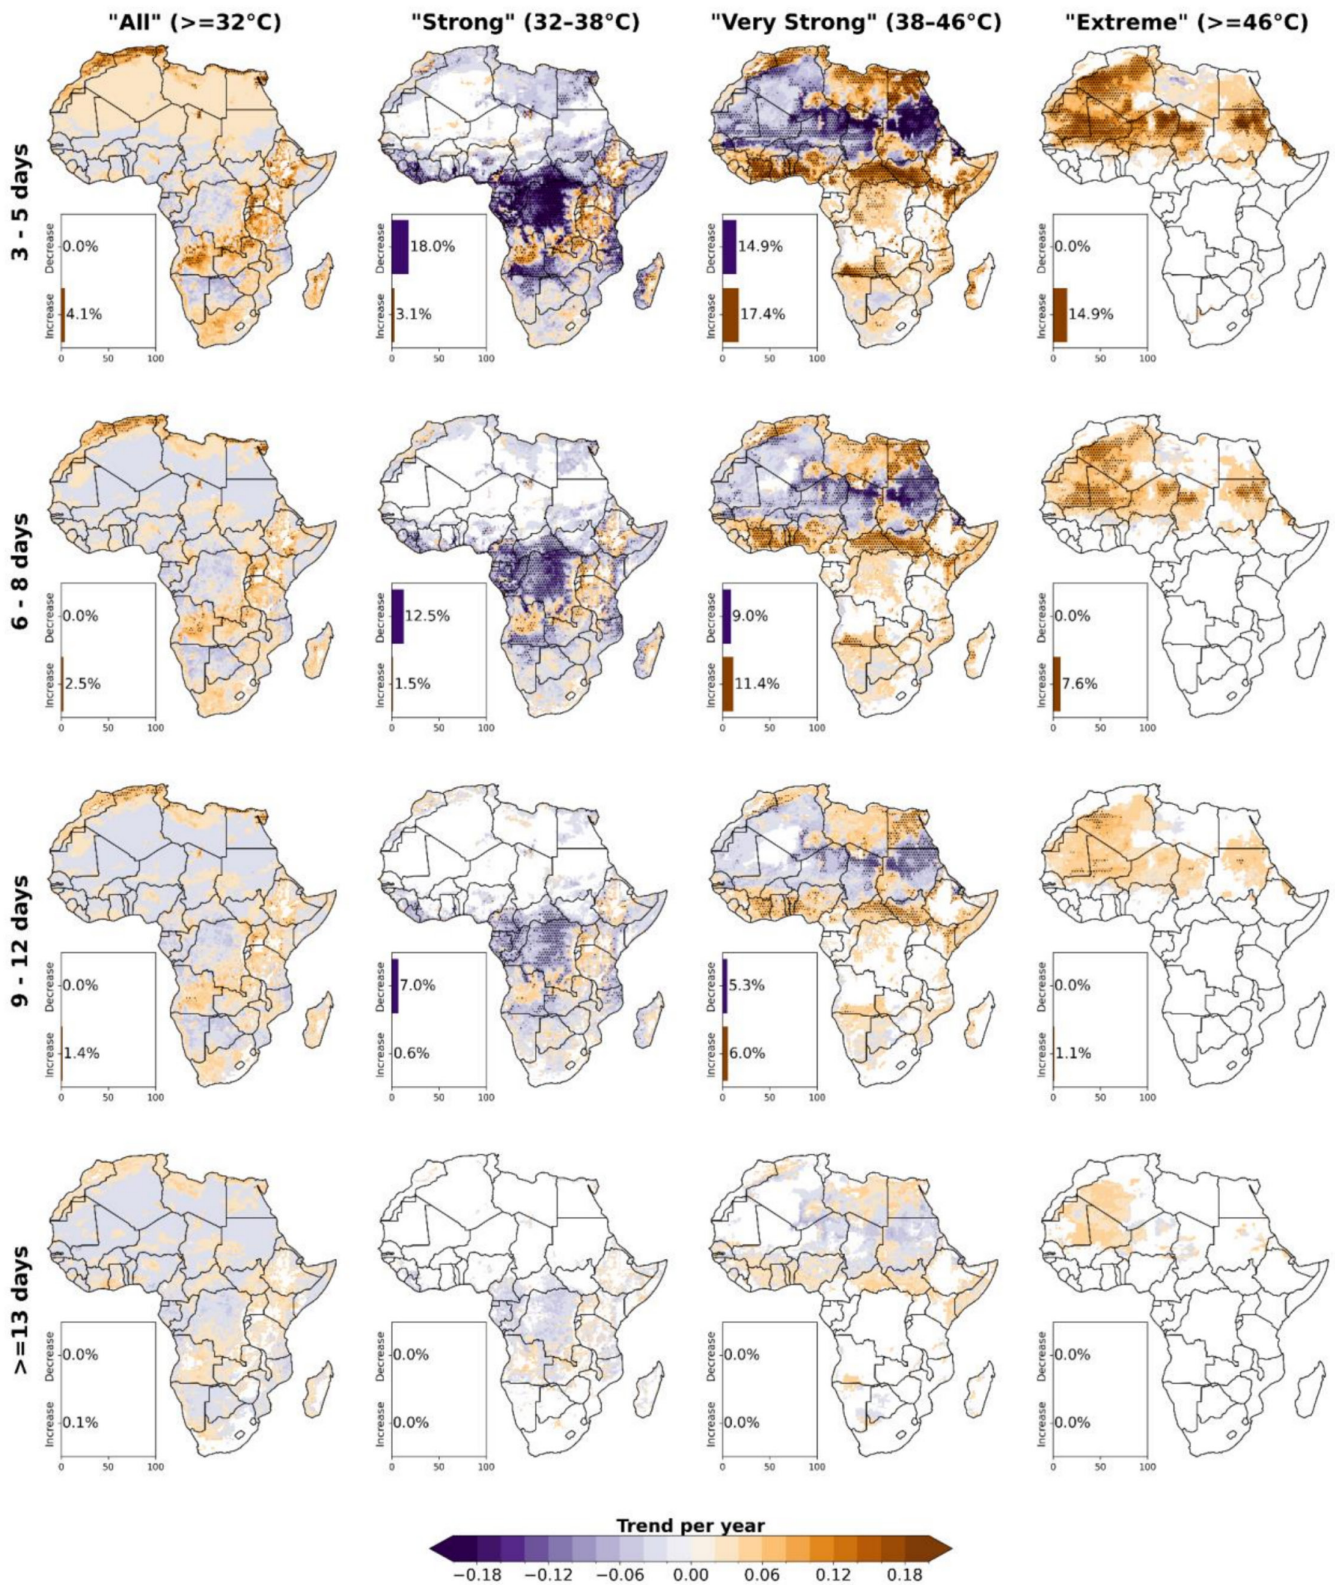 "All" (>=32°C)
"Strong" (32–38°C)
"Very Strong" (38–46°C)
"Extreme" (>=46°C)
3 - 5 days
Decrease
0.0%
Increase
4.1%
0 50 100
Decrease
18.0%
Increase
3.1%
0 50 100
Decrease
14.9%
Increase
17.4%
0 50 100
Decrease
0.0%
Increase
14.9%
0 50 100
6 - 8 days
Decrease
0.0%
Increase
2.5%
0 50 100
Decrease
12.5%
Increase
1.5%
0 50 100
Decrease
9.0%
Increase
11.4%
0 50 100
Decrease
0.0%
Increase
7.6%
0 50 100
9 - 12 days
Decrease
0.0%
Increase
1.4%
0 50 100
Decrease
7.0%
Increase
0.6%
0 50 100
Decrease
5.3%
Increase
6.0%
0 50 100
Decrease
0.0%
Increase
1.1%
0 50 100
>=13 days
Decrease
0.0%
Increase
0.1%
0 50 100
Decrease
0.0%
Increase
0.0%
0 50 100
Decrease
0.0%
Increase
0.0%
0 50 100
Decrease
0.0%
Increase
0.0%
0 50 100
Trend per year
−0.18 −0.12 −0.06 0.00 0.06 0.12 0.18